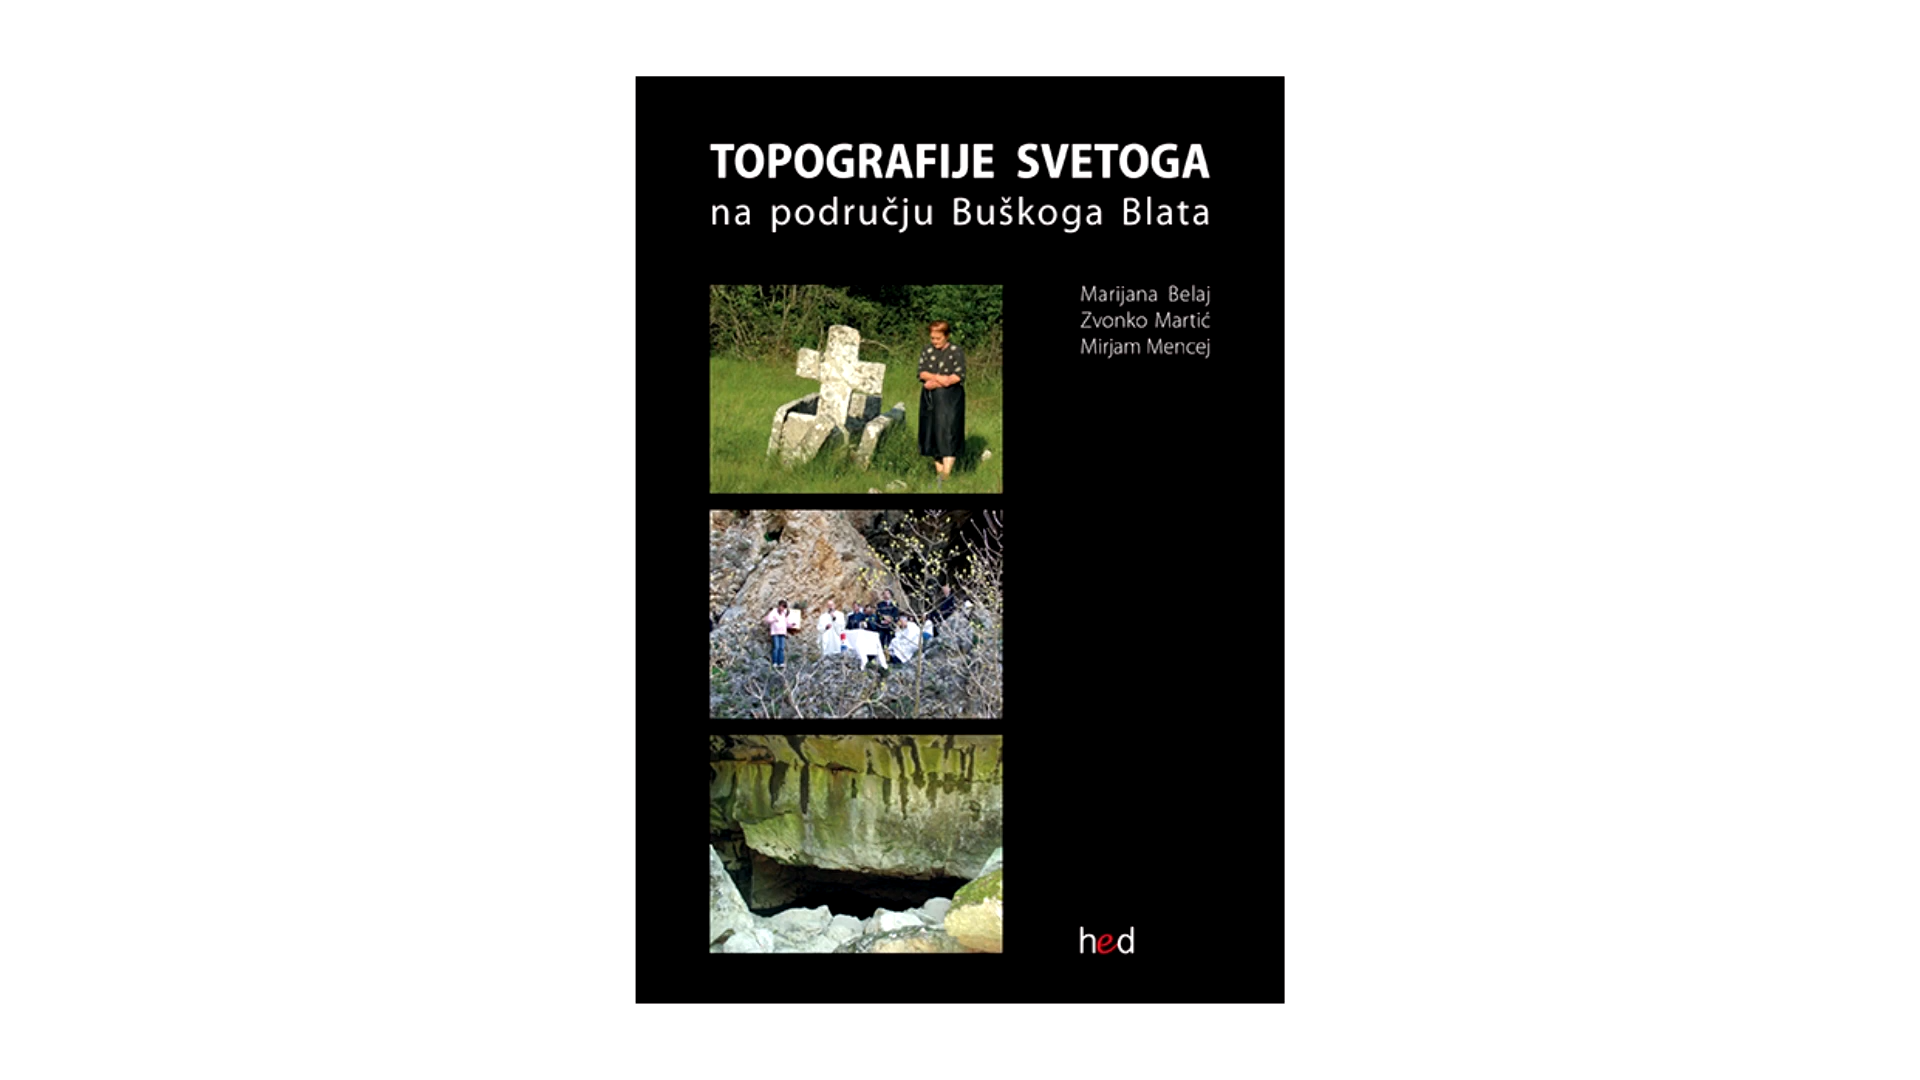 TOPOGRAFIJE SVETOGA
na području Buškoga Blata
Marijana Belaj
Zvonko Martić
Mirjam Mencej
hed